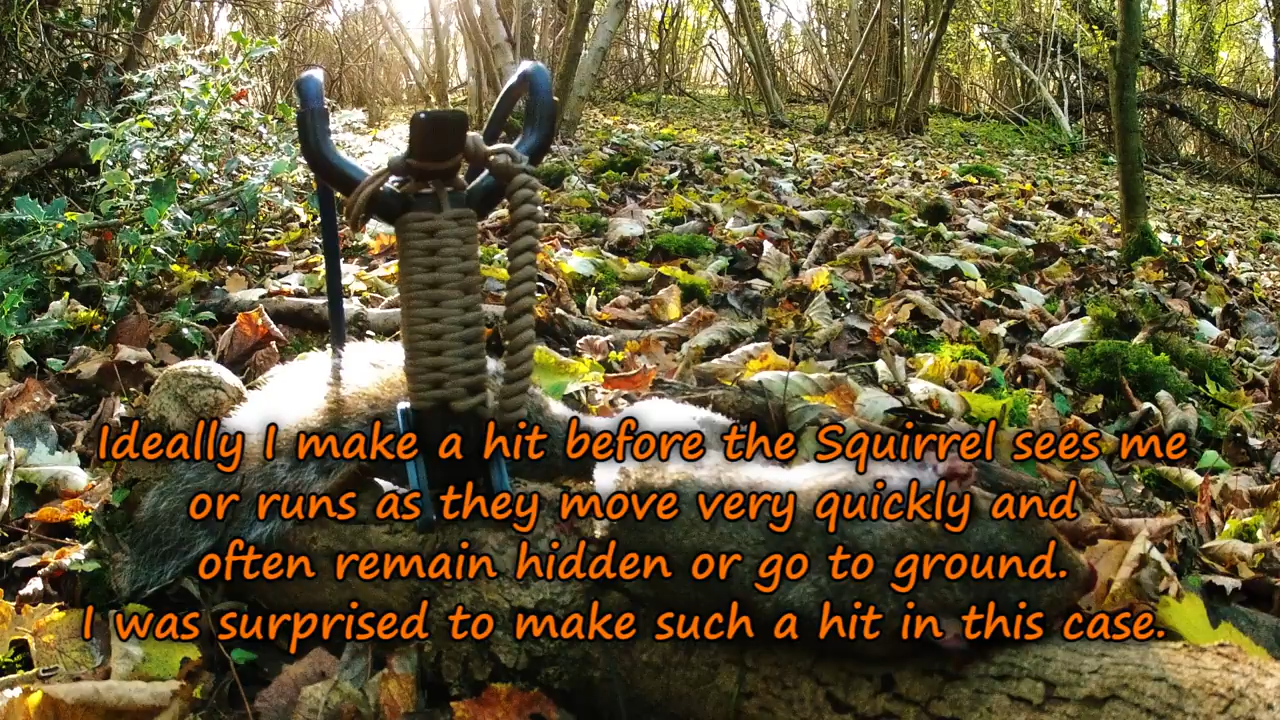 Ideally I make a hit before the Squirrel sees me
or runs as they move very quickly and
often remain hidden or go to ground.
I was surprised to make such a hit in this case.